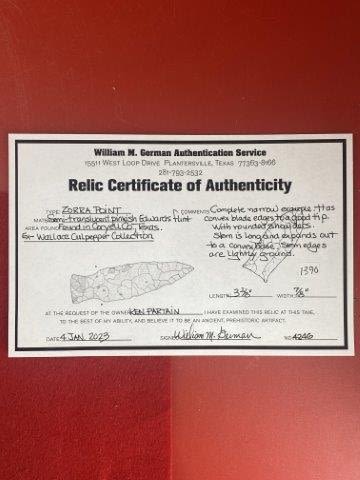 William M. German Authentication Service
15511 West Loop Drive Plantersville, Texas 77363-8166
281-793-2532
Relic Certificate of Authenticity
TYPE Zorra Point
MATERIAL Semi-translucent pinkish Edwards flint
AREA FOUND Found in Coryell Co., Texas.
Ex-Wallace Culpepper Collection
COMMENTS: Complete narrow example. Has
convex blade edges to a good tip
with rounded shoulders.
Stem is long and expands out
to a convex base. Stem edges
are lightly ground.
1390
LENGTH 3 WIDTH 7/8"
AT THE REQUEST OF THE OWNER Ken Partain, I HAVE EXAMINED THIS RELIC AT THIS TIME,
TO THE BEST OF MY ABILITY, AND BELIEVE IT TO BE AN ANCIENT, PREHISTORIC ARTIFACT.
DATE 4 Jan. 2023 SIGNED William M. German NO 4246